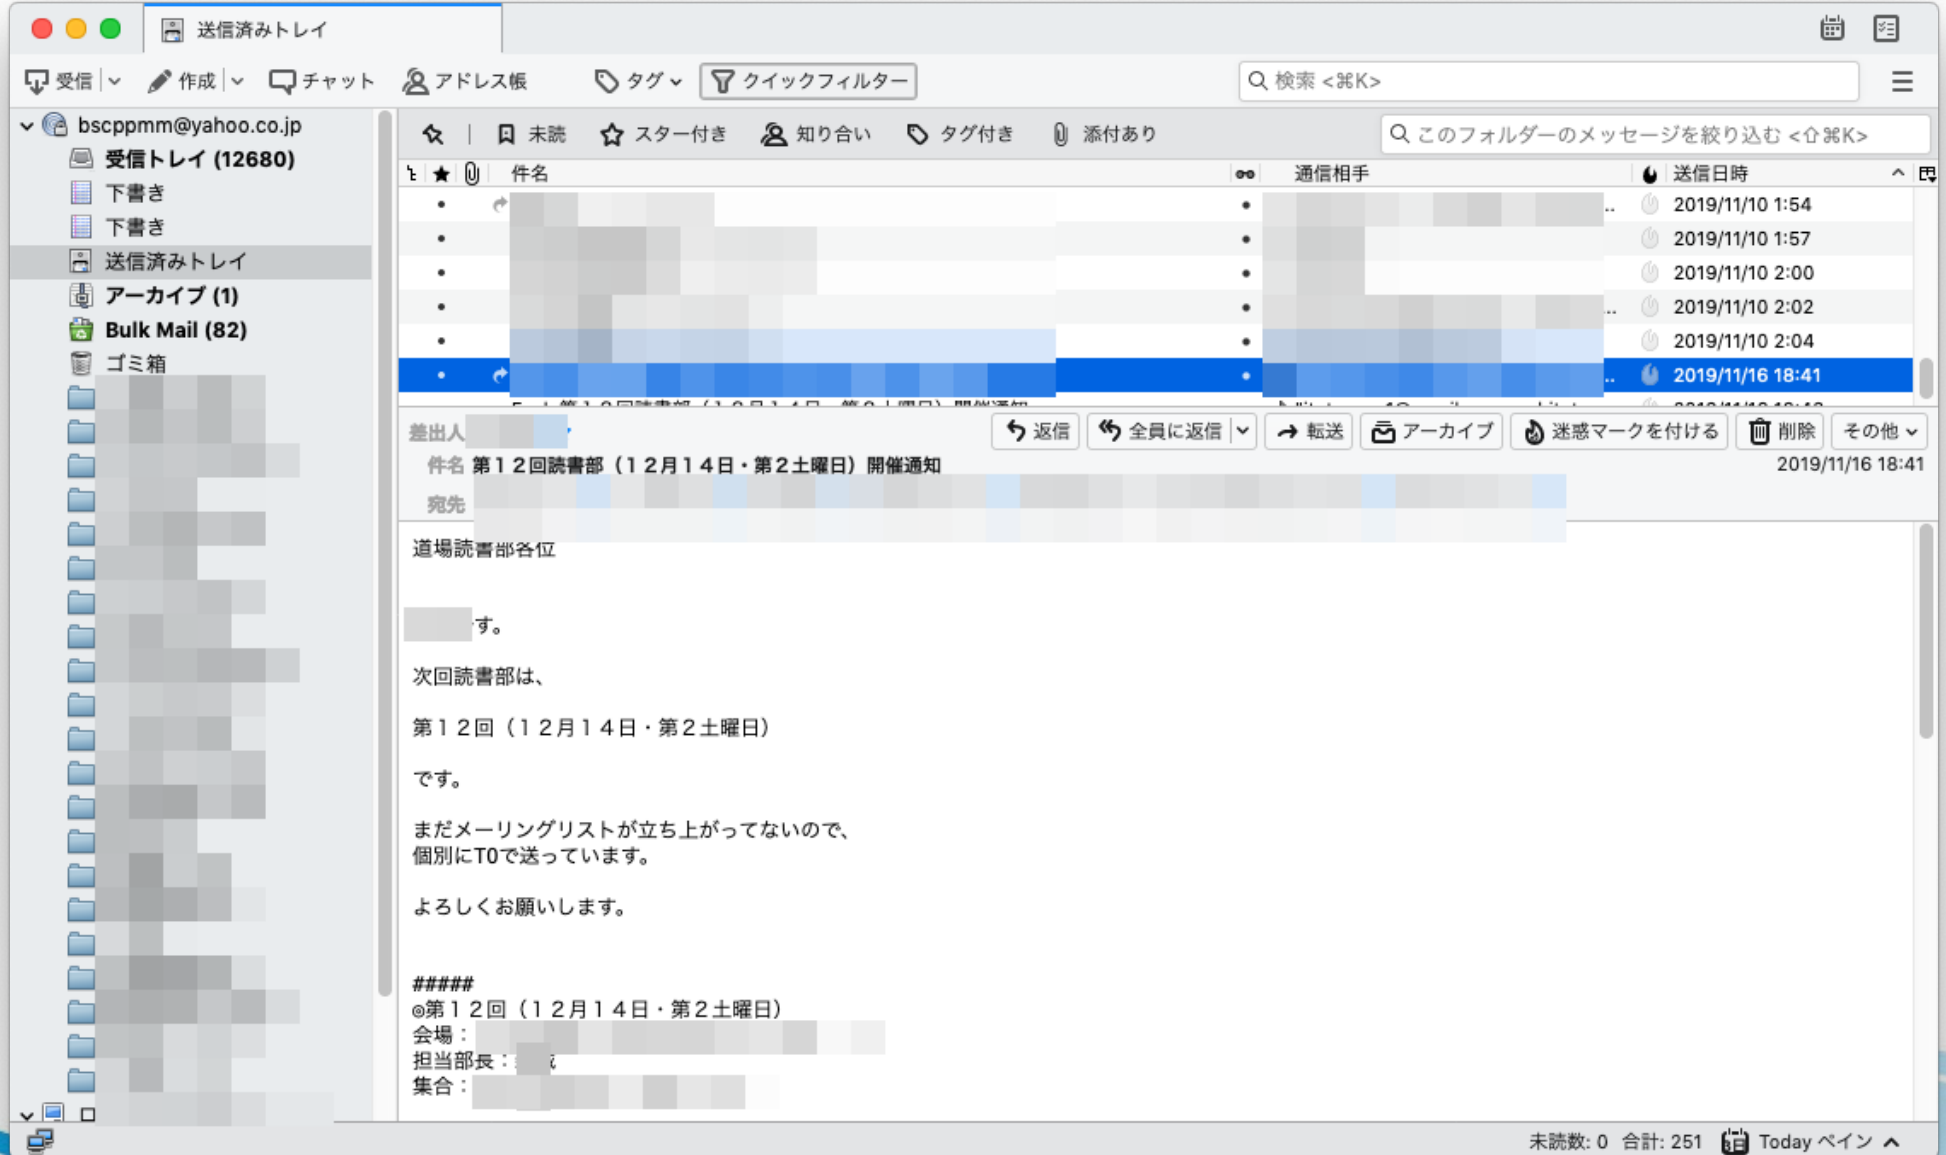 送信済みトレイ
受信 作成 チャット アドレス帳 タグ クイックフィルター 検索 <⌘K>
bscppmm@yahoo.co.jp
受信トレイ (12680)
下書き
下書き
送信済みトレイ
アーカイブ (1)
Bulk Mail (82)
ゴミ箱
未読 スター付き 知り合い タグ付き 添付あり このフォルダーのメッセージを絞り込む <⇧⌘K>
件名 通信相手 送信日時
.. 2019/11/10 1:54
2019/11/10 1:57
2019/11/10 2:00
... 2019/11/10 2:02
2019/11/10 2:04
.. 2019/11/16 18:41
差出人 返信 全員に返信 転送 アーカイブ 迷惑マークを付ける 削除 その他
件名 第１２回読書部（１２月１４日・第２土曜日）開催通知 2019/11/16 18:41
宛先
道場読書部各位
す。
次回読書部は、
第１２回（１２月１４日・第２土曜日）
です。
まだメーリングリストが立ち上がってないので、
個別にTOで送っています。
よろしくお願いします。
#####
◎第１２回（１２月１４日・第２土曜日）
会場：
担当部長：
集合：
未読数: 0 合計: 251 Today ペイン